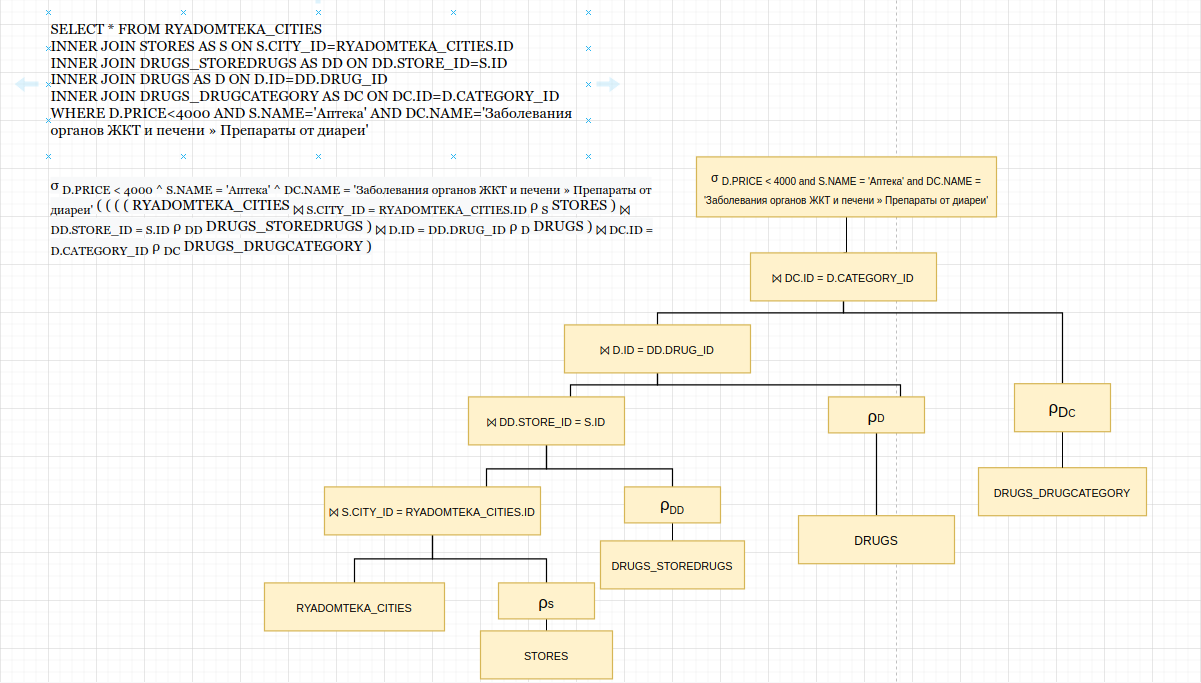 SELECT * FROM RYADOMTEKA_CITIES
INNER JOIN STORES AS S ON S.CITY_ID=RYADOMTEKA_CITIES.ID
INNER JOIN DRUGS_STOREDRUGS AS DD ON DD.STORE_ID=S.ID
INNER JOIN DRUGS AS D ON D.ID=DD.DRUG_ID
INNER JOIN DRUGS_DRUGCATEGORY AS DC ON DC.ID=D.CATEGORY_ID
WHERE D.PRICE<4000 AND S.NAME='Аптека' AND DC.NAME='Заболевания
органов ЖКТ и печени » Препараты от диареи'
σ D.PRICE < 4000 ^ S.NAME = 'Аптека' ^ DC.NAME = 'Заболевания органов ЖКТ и печени » Препараты от
диареи' ( ( ( ( RYADOMTEKA_CITIES ⋈ S.CITY_ID = RYADOMTEKA_CITIES.ID ρ S STORES ) ⋈
DD.STORE_ID = S.ID ρ DD DRUGS_STOREDRUGS ) ⋈ D.ID = DD.DRUG_ID ρ D DRUGS ) ⋈ DC.ID =
D.CATEGORY_ID ρ DC DRUGS_DRUGCATEGORY )
σ D.PRICE < 4000 and S.NAME = 'Аптека' and DC.NAME =
'Заболевания органов ЖКТ и печени » Препараты от диареи'
⋈ DC.ID = D.CATEGORY_ID
⋈ D.ID = DD.DRUG_ID
⋈ DD.STORE_ID = S.ID
ρD
ρDC
⋈ S.CITY_ID = RYADOMTEKA_CITIES.ID
ρDD
DRUGS_DRUGCATEGORY
DRUGS
DRUGS_STOREDRUGS
RYADOMTEKA_CITIES
ρs
STORES